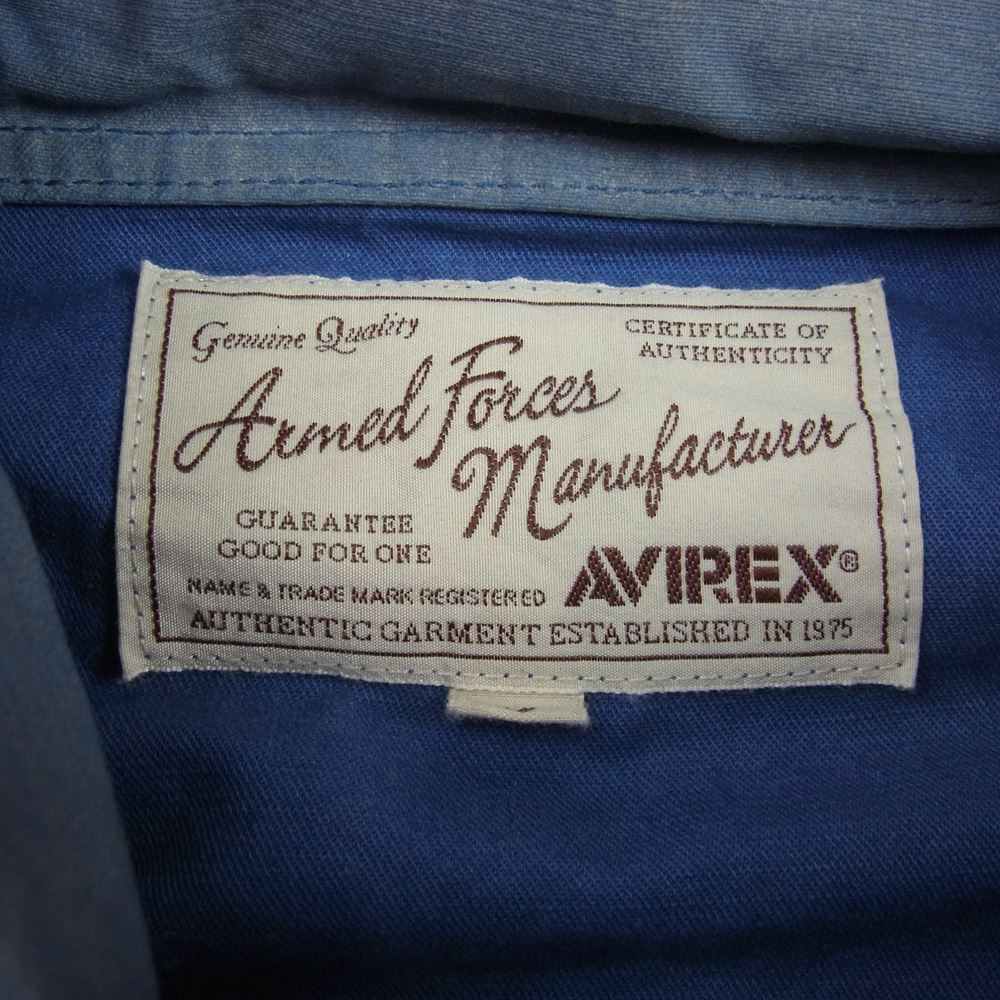 Genuine Quality
CERTIFICATE OF
AUTHENTICITY
Armed Forces
Manufacturer
GUARANTEE
GOOD FOR ONE
NAME & TRADE MARK REGISTERED
AVIREX®
AUTHENTIC GARMENT ESTABLISHED IN 1975